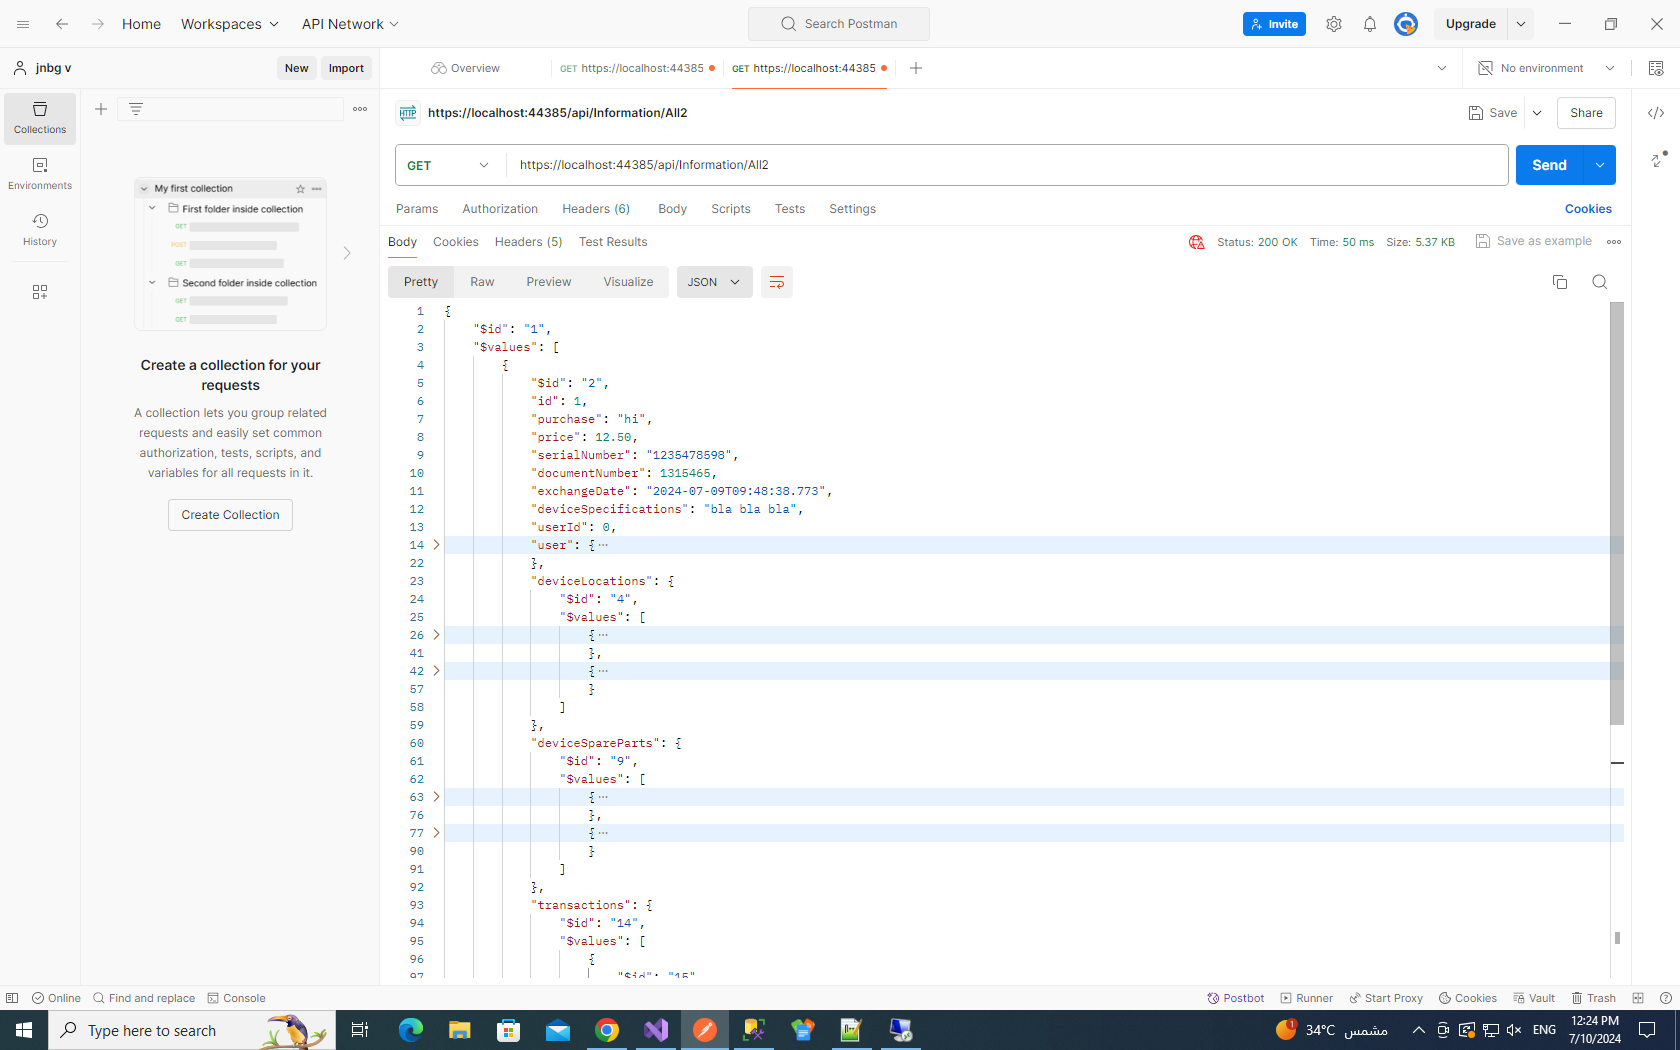 Home Workspaces API Network Search Postman Invite Upgrade
jnbg v New Import Overview GET https://localhost:44385 GET https://localhost:44385 No environment
Collections
Environments
History
My first collection
First folder inside collection
GET
POST
GET
Second folder inside collection
GET
GET
Create a collection for your
requests
A collection lets you group related
requests and easily set common
authorization, tests, scripts, and
variables for all requests in it.
Create Collection
HTTP https://localhost:44385/api/Information/All2 Save Share
GET https://localhost:44385/api/Information/All2 Send
Params Authorization Headers (6) Body Scripts Tests Settings Cookies
Body Cookies Headers (5) Test Results Status: 200 OK Time: 50 ms Size: 5.37 KB Save as example
Pretty Raw Preview Visualize JSON
1 {
2 "$id": "1",
3 "$values": [
4 {
5 "$id": "2",
6 "id": 1,
7 "purchase": "hi",
8 "price": 12.50,
9 "serialNumber": "1235478598",
10 "documentNumber": 1315465,
11 "exchangeDate": "2024-07-09T09:48:38.773",
12 "deviceSpecifications": "bla bla bla",
13 "userId": 0,
14 "user": {···
22 },
23 "deviceLocations": {
24 "$id": "4",
25 "$values": [
26 {···
41 },
42 {···
57 }
58 ]
59 },
60 "deviceSpareParts": {
61 "$id": "9",
62 "$values": [
63 {···
76 },
77 {···
90 }
91 ]
92 },
93 "transactions": {
94 "$id": "14",
95 "$values": [
96 {
97 "$id": "15"
Online Find and replace Console Postbot Runner Start Proxy Cookies Vault Trash
Type here to search 1 34°C مشمس ENG 12:24 PM
7/10/2024